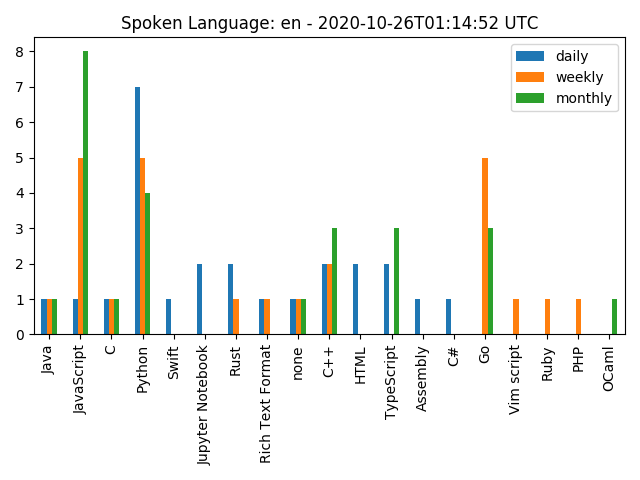 Spoken Language: en - 2020-10-26T01:14:52 UTC
daily
weekly
monthly
8
7
6
5
4
3
2
1
0
Java
JavaScript
C
Python
Swift
Jupyter Notebook
Rust
Rich Text Format
none
C++
HTML
TypeScript
Assembly
C#
Go
Vim script
Ruby
PHP
OCaml